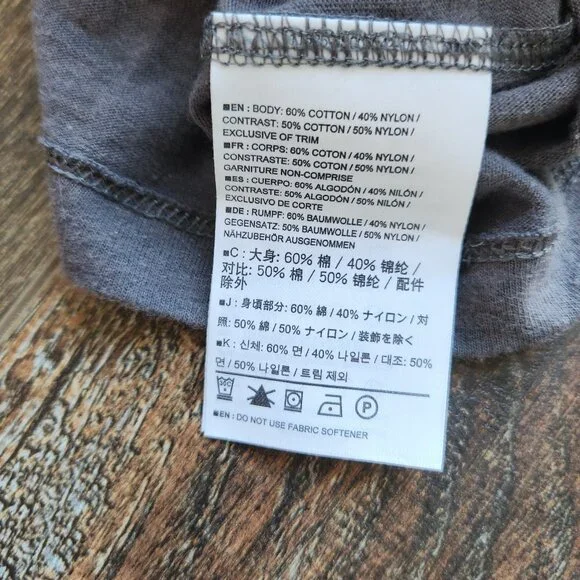 EN : BODY: 60% COTTON / 40% NYLON /
CONTRAST: 50% COTTON / 50% NYLON /
EXCLUSIVE OF TRIM
FR : CORPS: 60% COTON / 40% NYLON /
CONSTRASTE: 50% COTON / 50% NYLON /
GARNITURE NON-COMPRISE
ES : CUERPO: 60% ALGODÓN / 40% NILÓN /
CONTRASTE: 50% ALGODÓN / 50% NILÓN /
EXCLUSIVO DE CORTE
DE : RUMPF: 60% BAUMWOLLE / 40% NYLON /
GEGENSATZ: 50% BAUMWOLLE / 50% NYLON /
NÄHZUBEHÖR AUSGENOMMEN
C : 大身: 60% 棉 / 40% 锦纶 /
对比: 50% 棉 / 50% 锦纶 / 配件
除外
J : 身頃部分: 60% 綿 / 40% ナイロン / 対
照: 50% 綿 / 50% ナイロン / 装飾を除く
K : 신체: 60% 면 / 40% 나일론 / 대조: 50%
면 / 50% 나일론 / 트림 제외
P
EN : DO NOT USE FABRIC SOFTENER